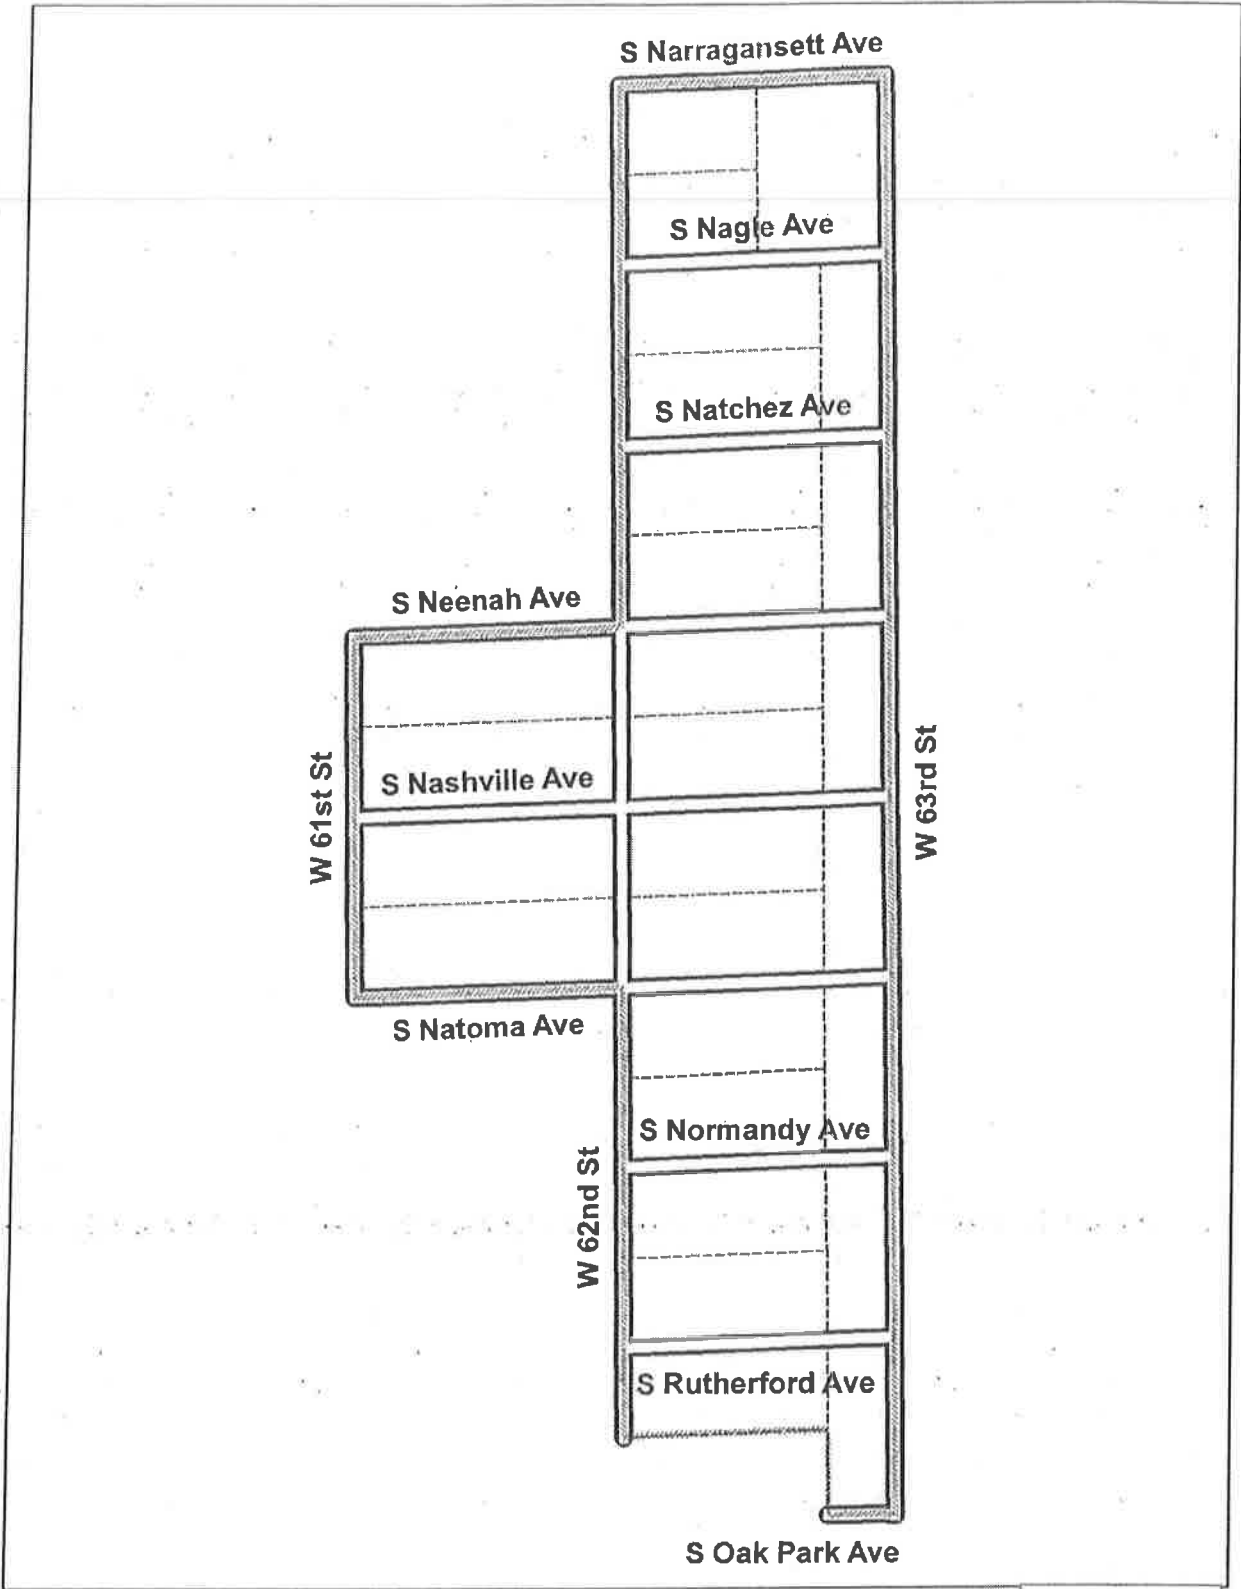 S Narragansett Ave
S Nagle Ave
S Natchez Ave
S Neenah Ave
S Nashville Ave
W 61st St
W 63rd St
S Natoma Ave
S Normandy Ave
W 62nd St
S Rutherford Ave
S Oak Park Ave